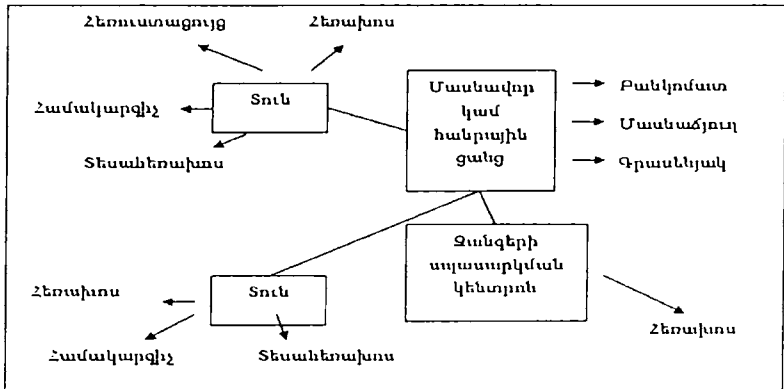 Հեռուստացույց
Հեռախոս
Տուն
Համակարգիչ
Տեսահեռախոս
Մասնավոր
կամ
հանրային
ցանց
Բանկոմատ
Մասնաճյուղ
Գրասենյակ
Զանգերի
սպասարկման
կենտրոն
Հեռախոս
Տուն
Հեռախոս
Համակարգիչ
Տեսահեռախոս